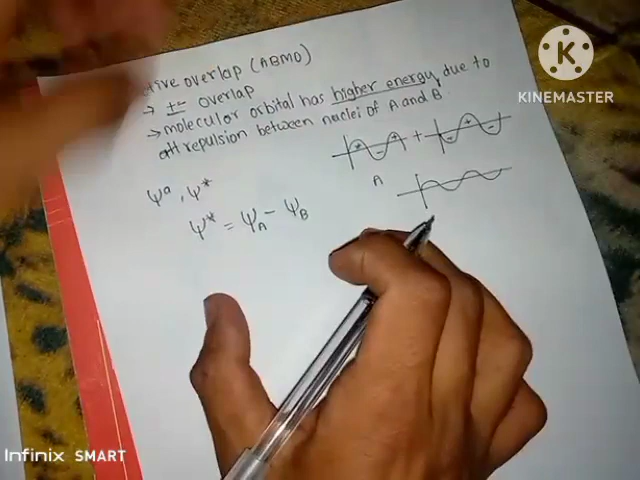 tive overlap (ABMO)
→ +- overlap
→ molecular orbital has higher energy due to
repulsion between nuclei of A and B.
+ - + + - + -
A
ψa, ψ*
ψ* = ψA - ψB
K
KINEMASTER
Infinix SMART